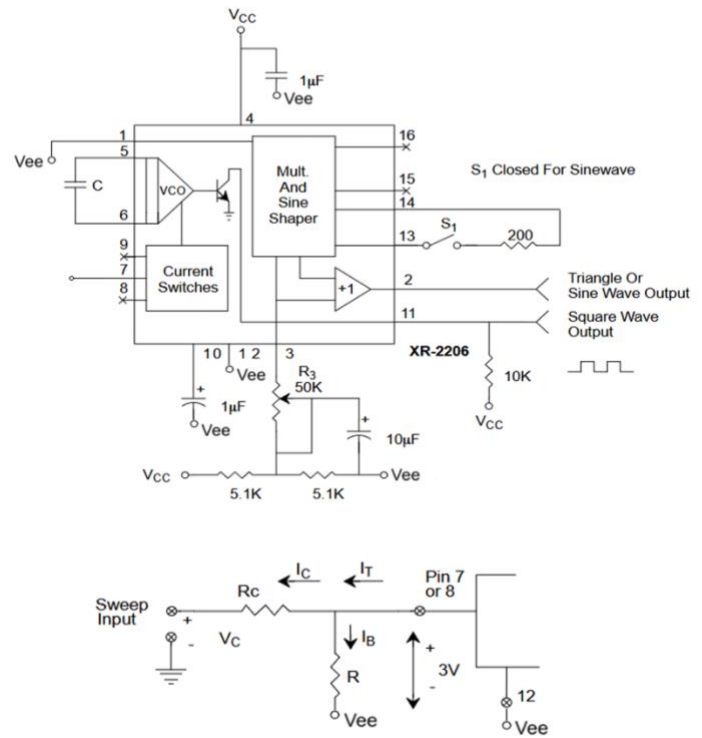 VCC
1μF
Vee
4
1
5
Vee
C
VCO
6
9
7
8
Current
Switches
Mult.
And
Sine
Shaper
+1
16
15
14
13
S1 Closed For Sinewave
S1
200
2
Triangle Or
Sine Wave Output
11
Square Wave
Output
XR-2206
10K
VCC
10
1 2
3
Vee
+
1μF
Vee
R3
50K
+
10μF
VCC
Vee
5.1K
5.1K
IC
IT
Pin 7
or 8
Rc
Sweep
Input
+
-
VC
IB
R
+
3V
-
12
Vee
Vee